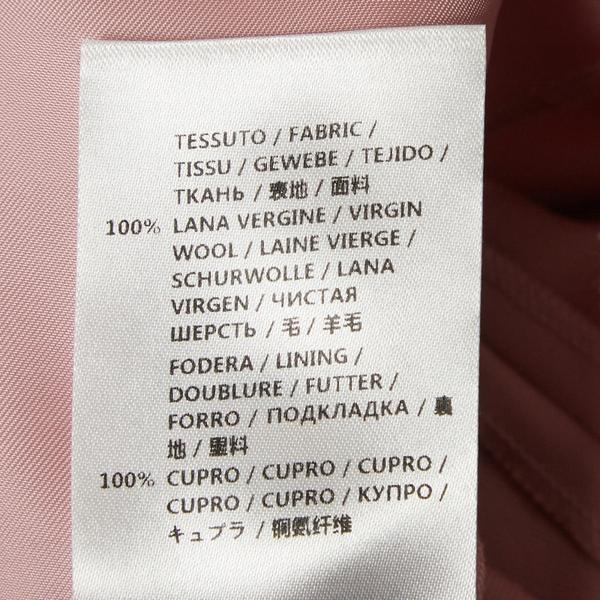 TESSUTO / FABRIC /
TISSU / GEWEBE / TEJIDO /
ТКАНЬ / 表地 / 面料
100% LANA VERGINE / VIRGIN
WOOL / LAINE VIERGE /
SCHURWOLLE / LANA
VIRGEN / ЧИСТАЯ
ШЕРСТЬ / 毛 / 羊毛
FODERA / LINING /
DOUBLURE / FUTTER /
FORRO / ПОДКЛАДКА / 裏
地 / 里料
100% CUPRO / CUPRO / CUPRO /
CUPRO / CUPRO / КУПРО /
キュプラ / 铜氨纤维